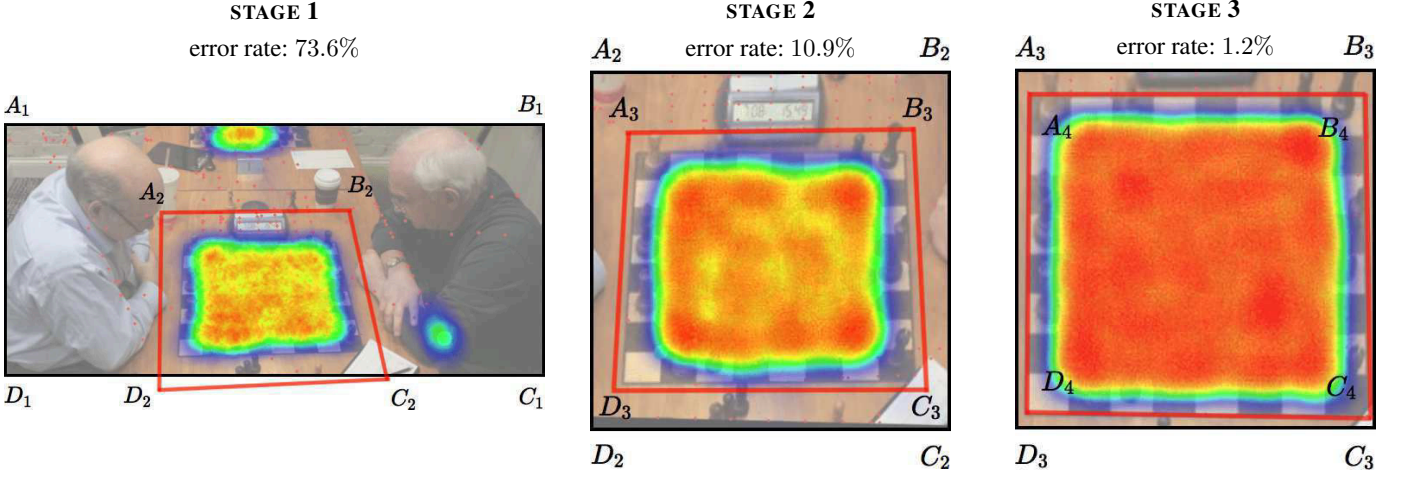 STAGE 1
error rate: 73.6%
A₁ B₁
A₂ B₂
D₁ D₂ C₂ C₁
STAGE 2
error rate: 10.9%
A₂ B₂
A₃ B₃
D₃ C₃
D₂ C₂
STAGE 3
error rate: 1.2%
A₃ B₃
A₄ B₄
D₄ C₄
D₃ C₃